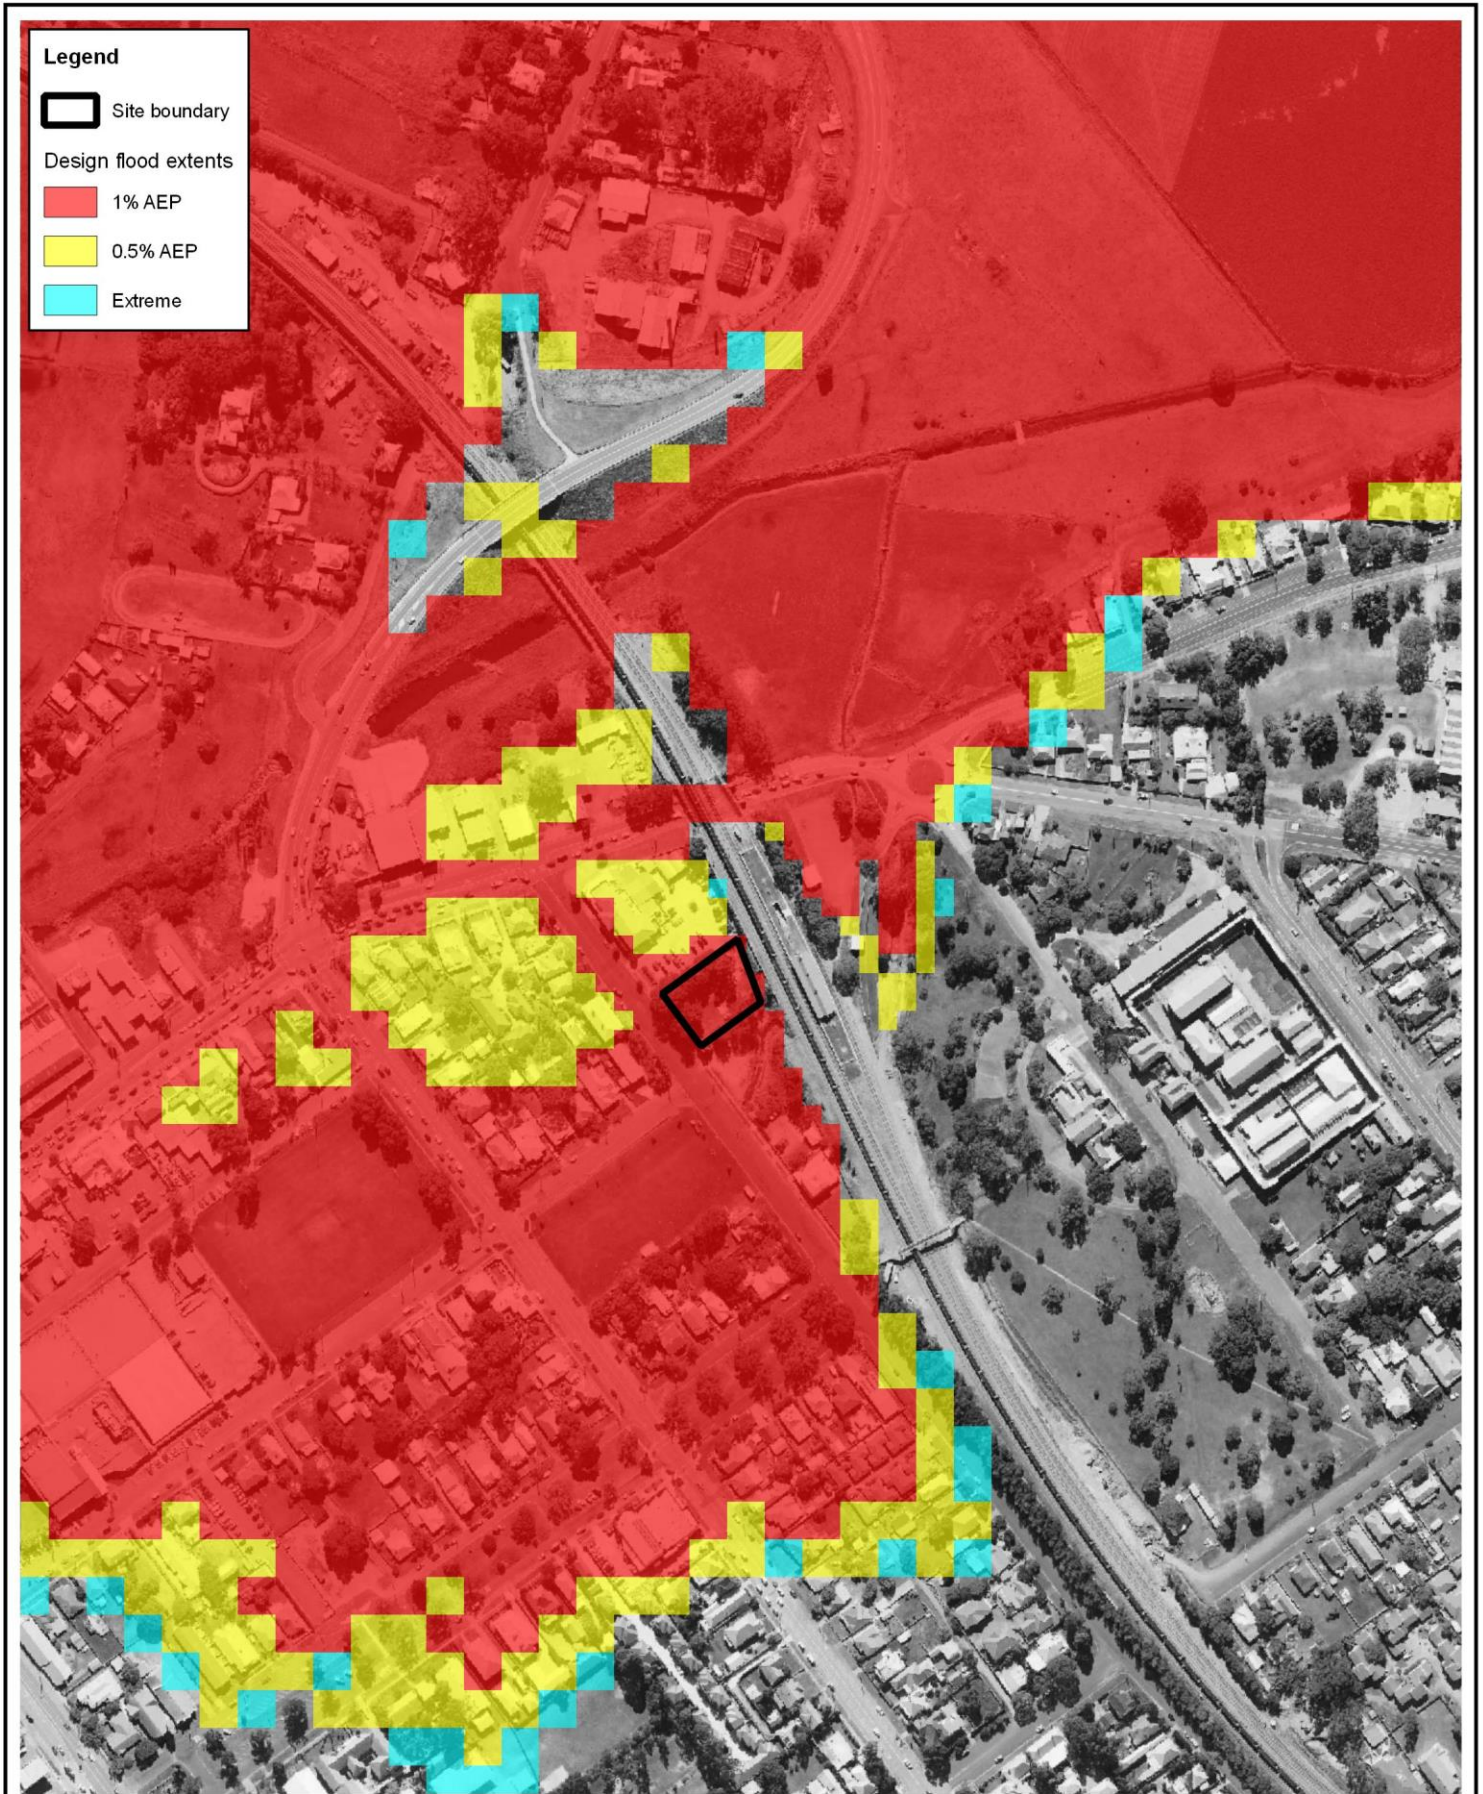 Legend
Site boundary
Design flood extents
1% AEP
0.5% AEP
Extreme